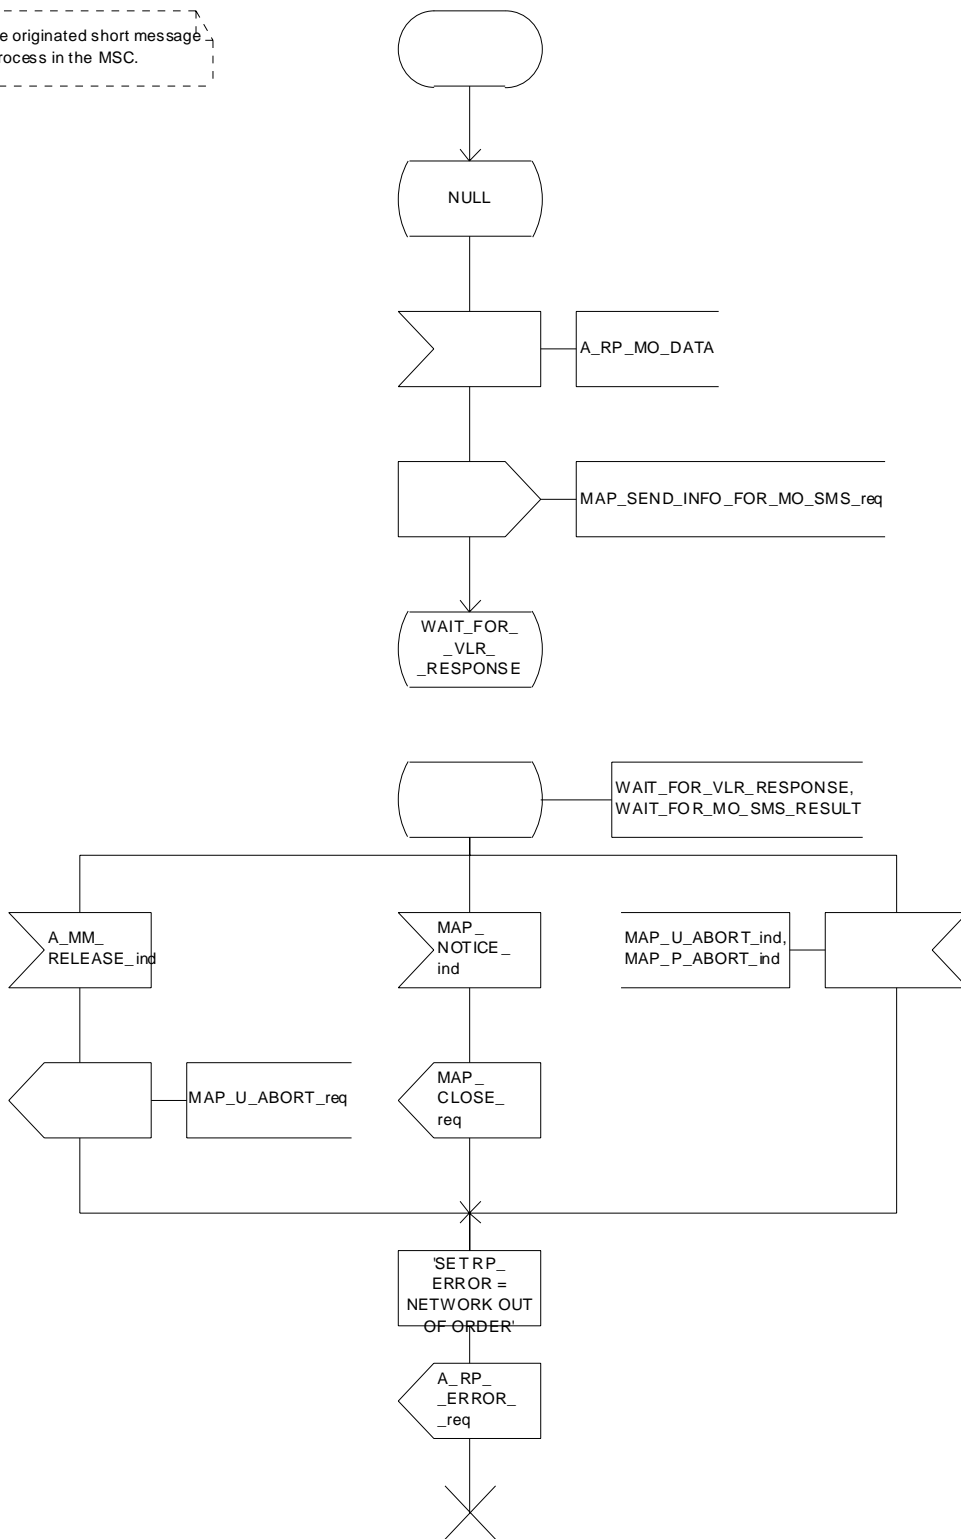 e originated short message
rocess in the MSC.
NULL
A_RP_MO_DATA
MAP_SEND_INFO_FOR_MO_SMS_req
WAIT_FOR_
_VLR_
_RESPONSE
WAIT_FOR_VLR_RESPONSE,
WAIT_FOR_MO_SMS_RESULT
A_MM_
RELEASE_ind
MAP_
NOTICE_
ind
MAP_U_ABORT_ind,
MAP_P_ABORT_ind
MAP_U_ABORT_req
MAP_
CLOSE_
req
'SET RP_
ERROR =
NETWORK OUT
OF ORDER'
A_RP_
_ERROR_
_req